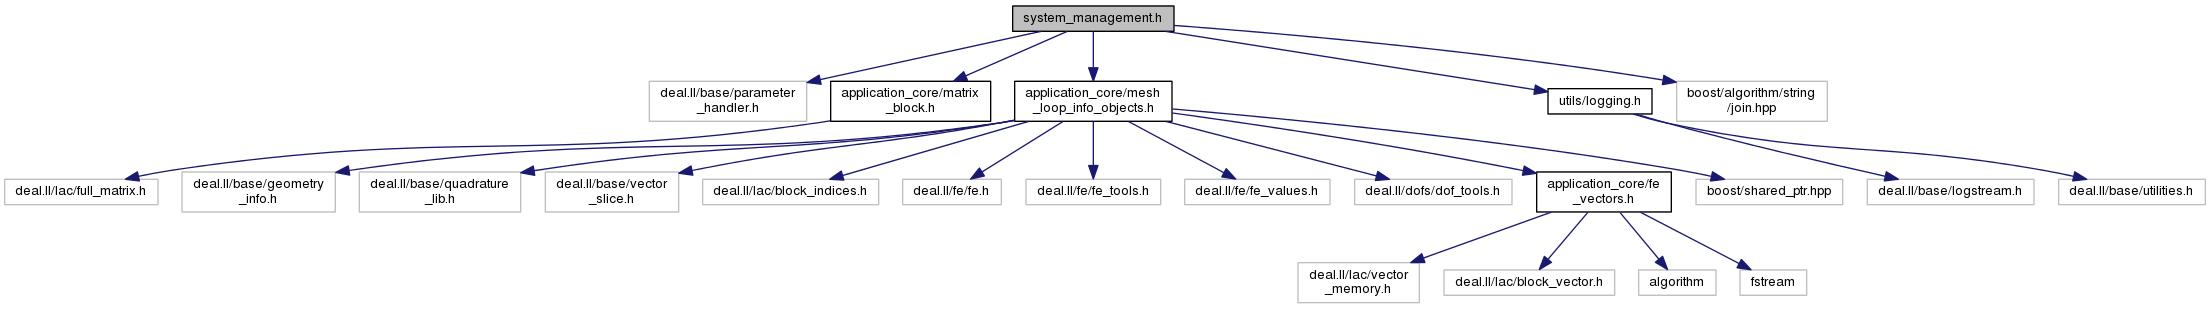 system_management.h
deal.II/base/parameter
_handler.h
application_core/matrix
_block.h
application_core/mesh
_loop_info_objects.h
utils/logging.h
boost/algorithm/string
/join.hpp
deal.II/lac/full_matrix.h
deal.II/base/geometry
_info.h
deal.II/base/quadrature
_lib.h
deal.II/base/vector
_slice.h
deal.II/lac/block_indices.h
deal.II/fe/fe.h
deal.II/fe/fe_tools.h
deal.II/fe/fe_values.h
deal.II/dofs/dof_tools.h
application_core/fe
_vectors.h
boost/shared_ptr.hpp
deal.II/base/logstream.h
deal.II/base/utilities.h
deal.II/lac/vector
_memory.h
deal.II/lac/block_vector.h
algorithm
fstream